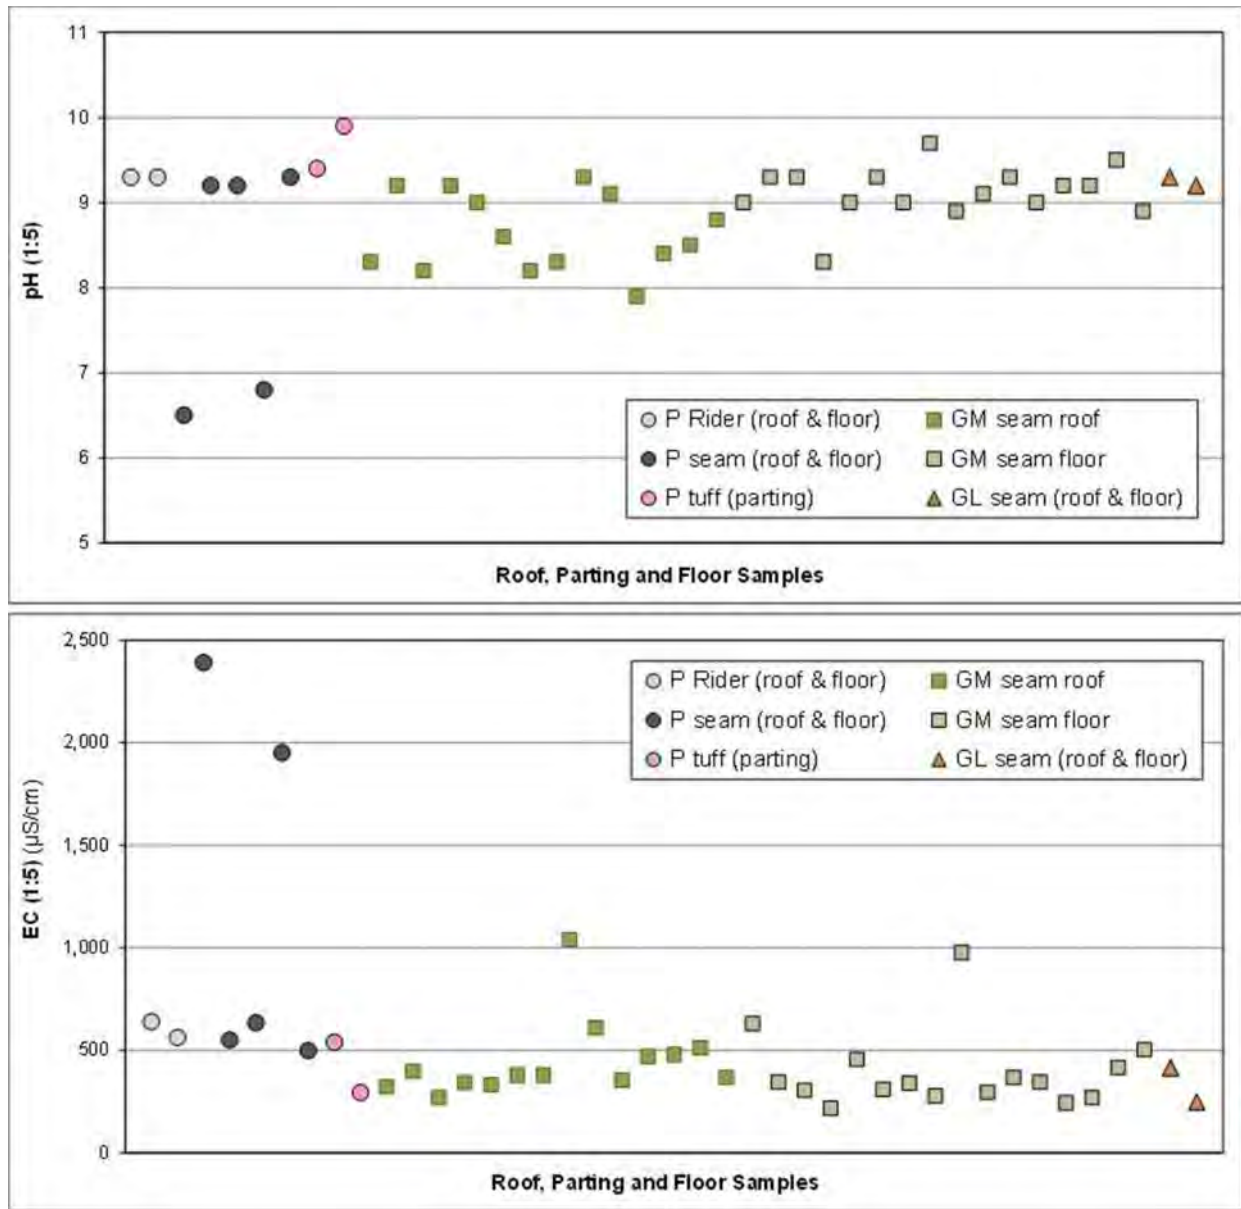 11
10
9
8
7
6
5
pH (1:5)
P Rider (roof & floor) GM seam roof
P seam (roof & floor) GM seam floor
P tuff (parting) GL seam (roof & floor)
Roof, Parting and Floor Samples
2,500
2,000
1,500
1,000
500
0
EC (1:5) (µS/cm)
P Rider (roof & floor) GM seam roof
P seam (roof & floor) GM seam floor
P tuff (parting) GL seam (roof & floor)
Roof, Parting and Floor Samples